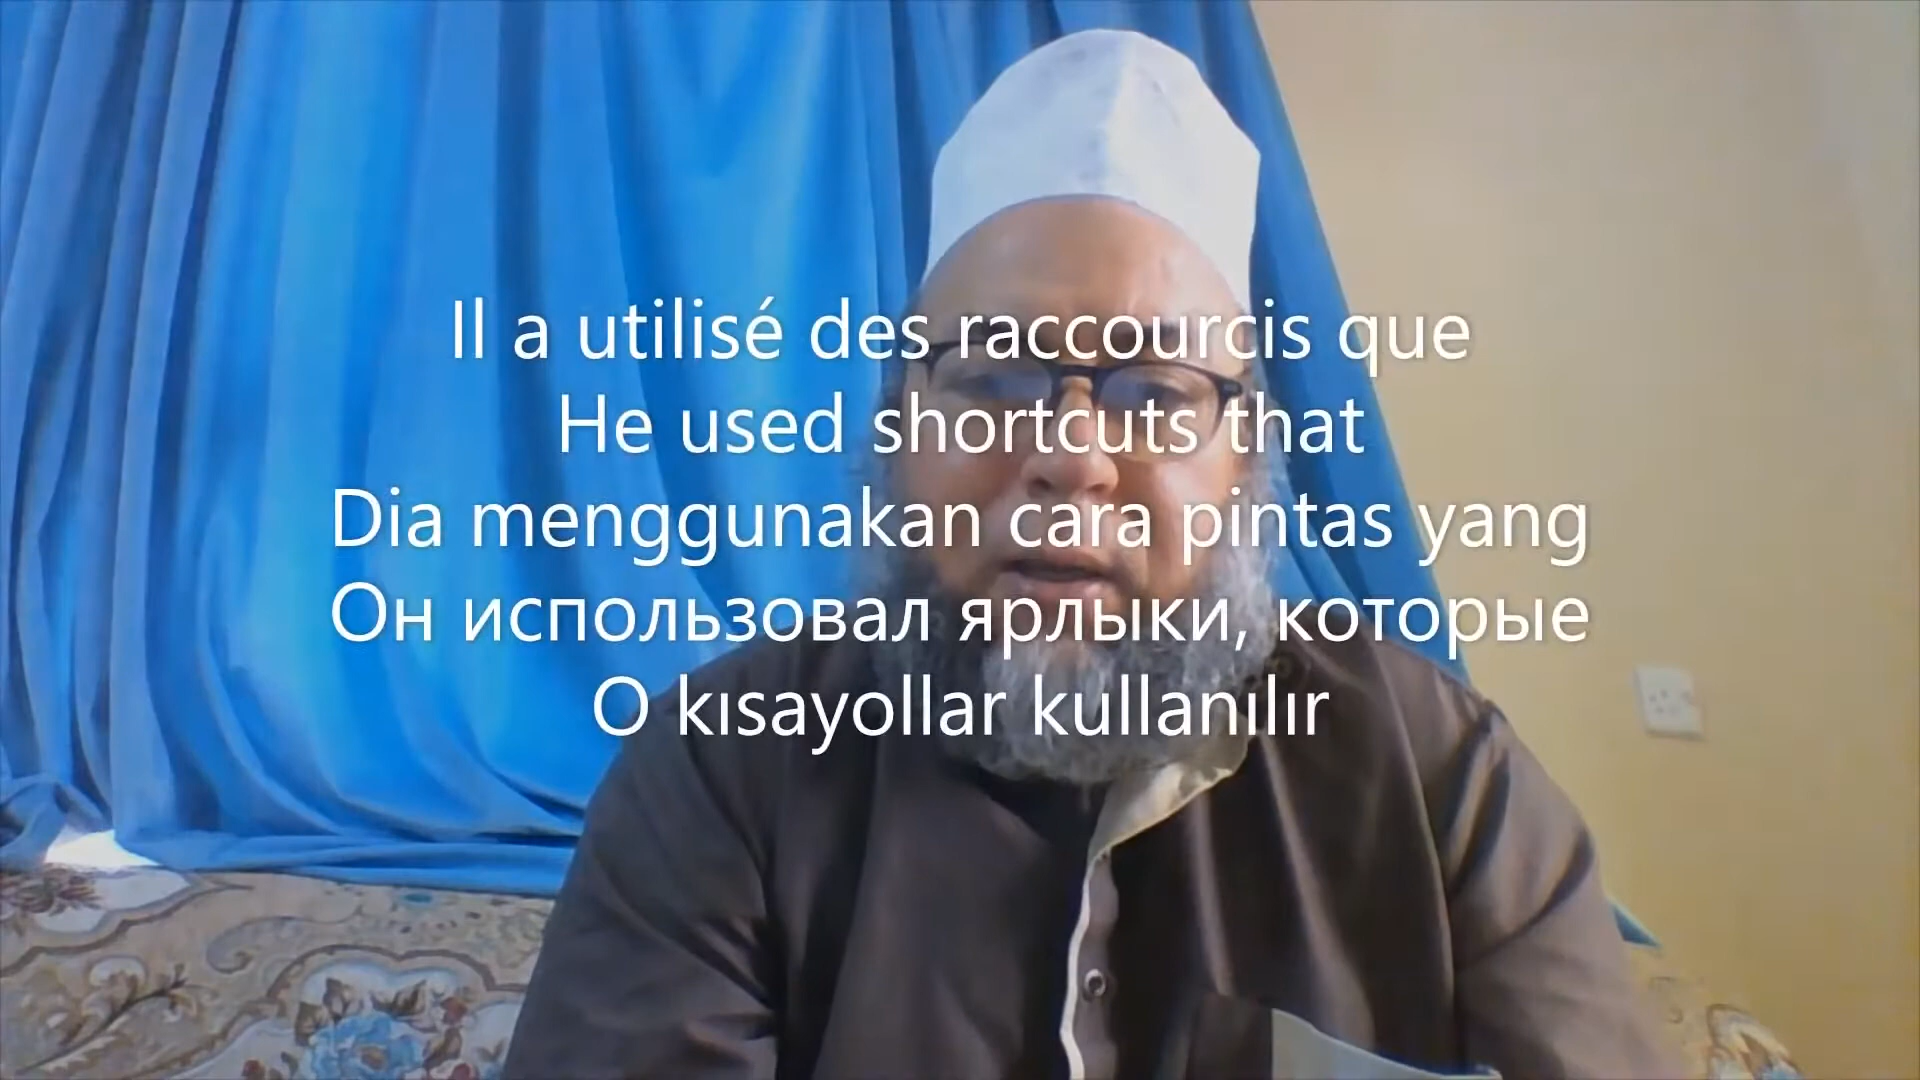 Il a utilisé des raccourcis que
He used shortcuts that
Dia menggunakan cara pintas yang
Он использовал ярлыки, которые
O kısayollar kullanılır